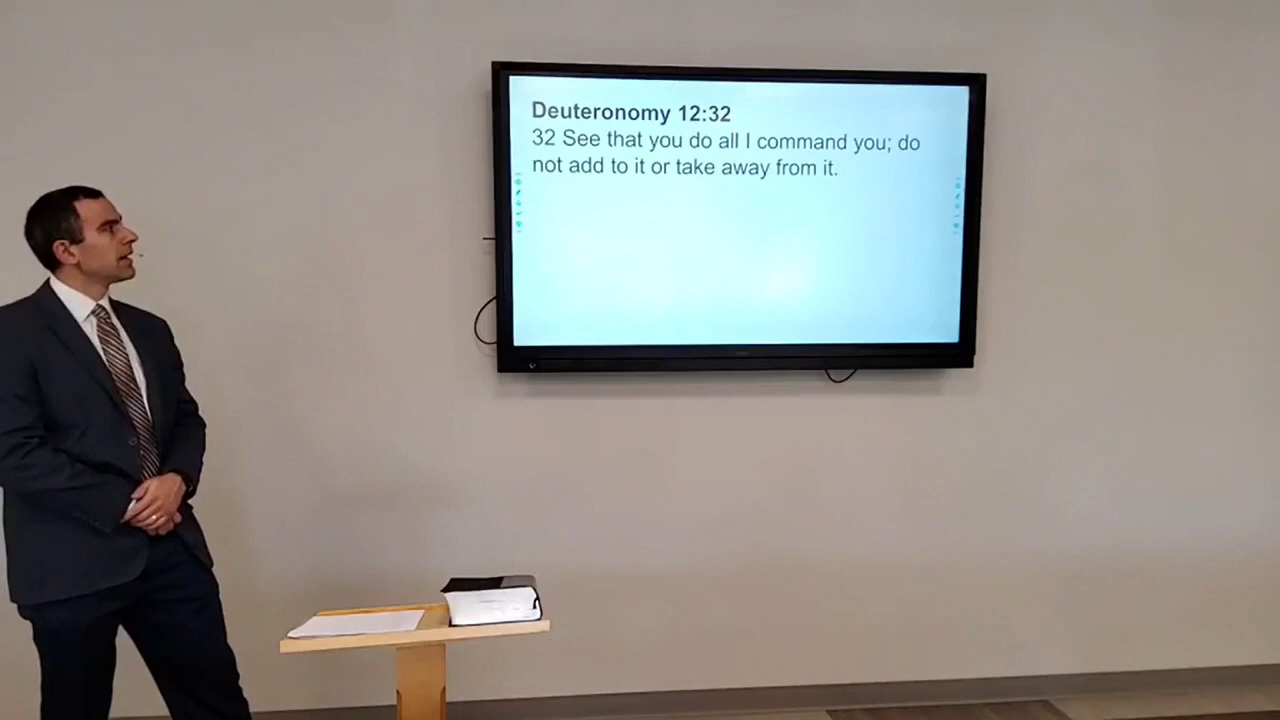 Deuteronomy 12:32
32 See that you do all I command you; do
not add to it or take away from it.